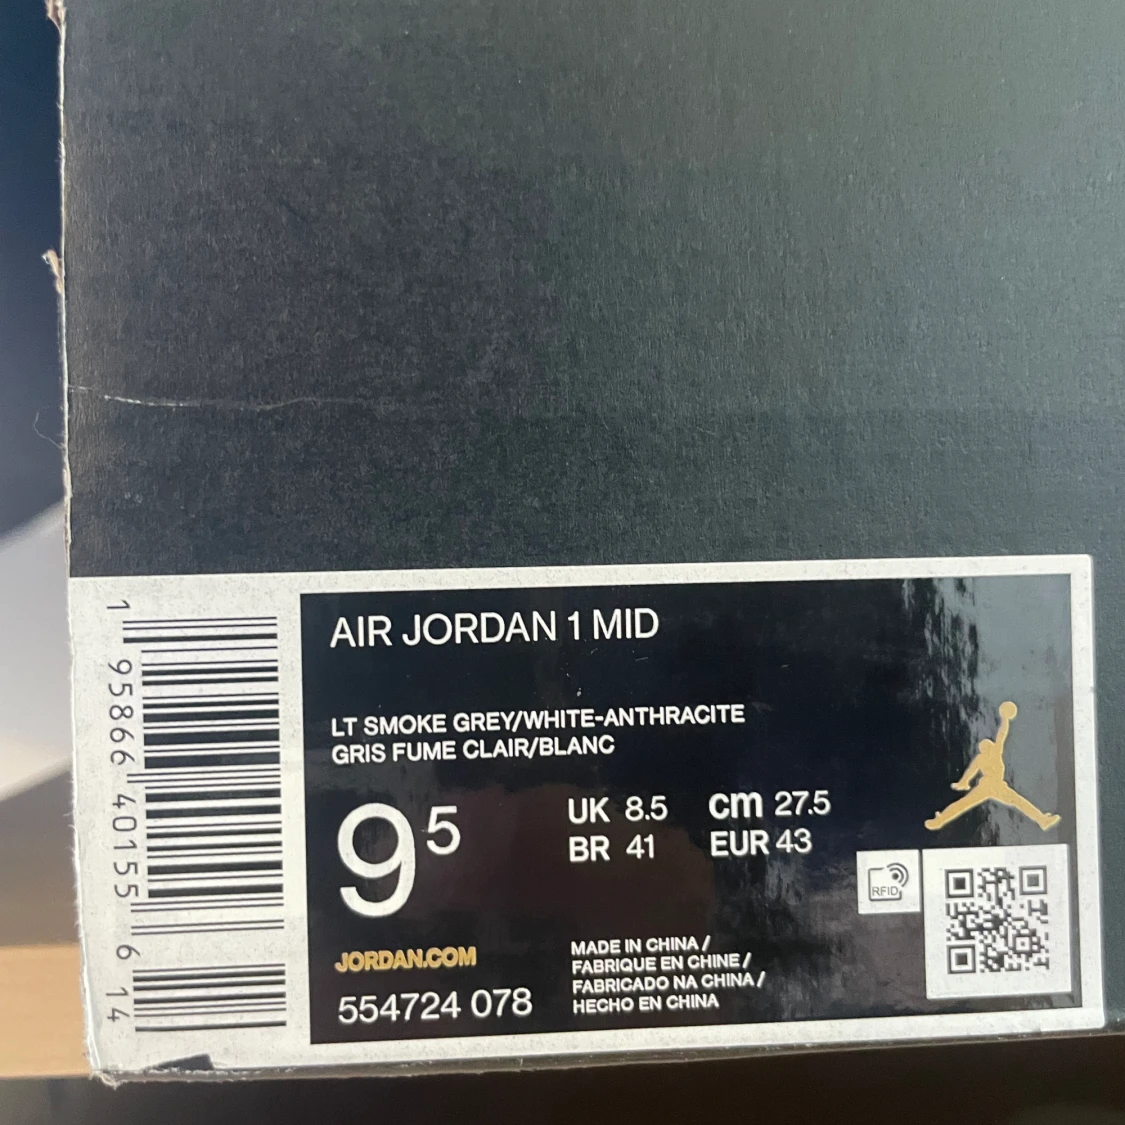 1 95866 40155 6 14
AIR JORDAN 1 MID
LT SMOKE GREY/WHITE-ANTHRACITE
GRIS FUME CLAIR/BLANC
9 5
UK 8.5 cm 27.5
BR 41 EUR 43
RFID
JORDAN.COM
554724 078
MADE IN CHINA /
FABRIQUE EN CHINE /
FABRICADO NA CHINA /
HECHO EN CHINA